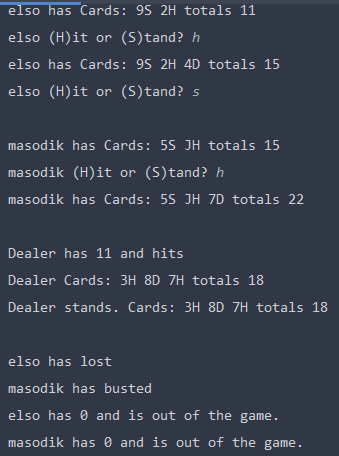 elso has Cards: 9S 2H totals 11
elso (H)it or (S)tand? h
elso has Cards: 9S 2H 4D totals 15
elso (H)it or (S)tand? s
masodik has Cards: 5S JH totals 15
masodik (H)it or (S)tand? h
masodik has Cards: 5S JH 7D totals 22
Dealer has 11 and hits
Dealer Cards: 3H 8D 7H totals 18
Dealer stands. Cards: 3H 8D 7H totals 18
elso has lost
masodik has busted
elso has 0 and is out of the game.
masodik has 0 and is out of the game.